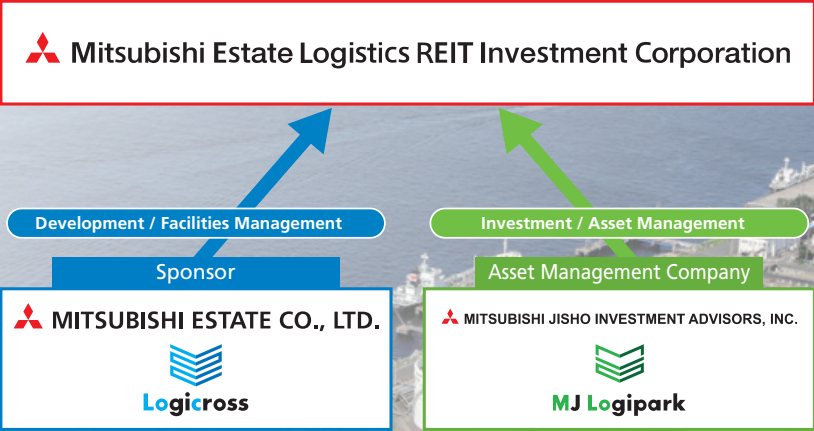 Mitsubishi Estate Logistics REIT Investment Corporation
Development / Facilities Management
Investment / Asset Management
Sponsor
Asset Management Company
MITSUBISHI ESTATE CO., LTD.
MITSUBISHI JISHO INVESTMENT ADVISORS, INC.
Logicross
MJ Logipark